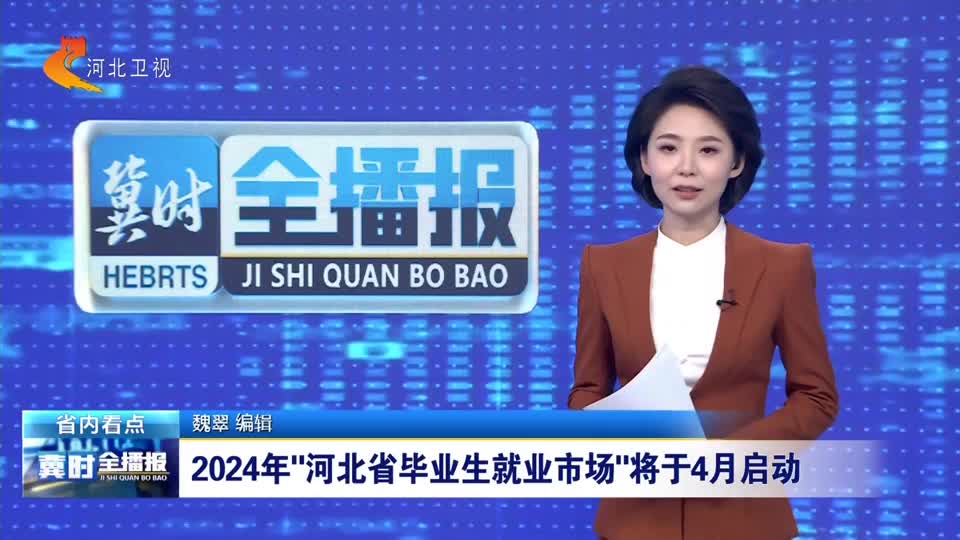 河北卫视
冀时
全播报
HEBRTS
JI SHI QUAN BO BAO
省内看点
魏翠 编辑
冀时 全播报
JI SHI QUAN BO BAO
2024年"河北省毕业生就业市场"将于4月启动